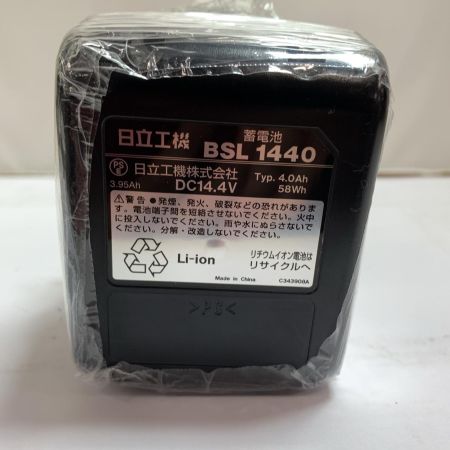 蓄電池
日立工機 BSL 1440
PS E 日立工機株式会社 Typ. 4.0Ah
3.95Ah DC14.4V 58Wh
警告 ●発煙、発火、破裂などの恐れがあり
ます。電池端子間を短絡させないでください。火中
に投入しないでください。雨や水にぬらさないで
ください。分解・改造しないでください。
Li-ion
リチウムイオン電池は
リサイクルへ
Made in China C343908A
>PS<